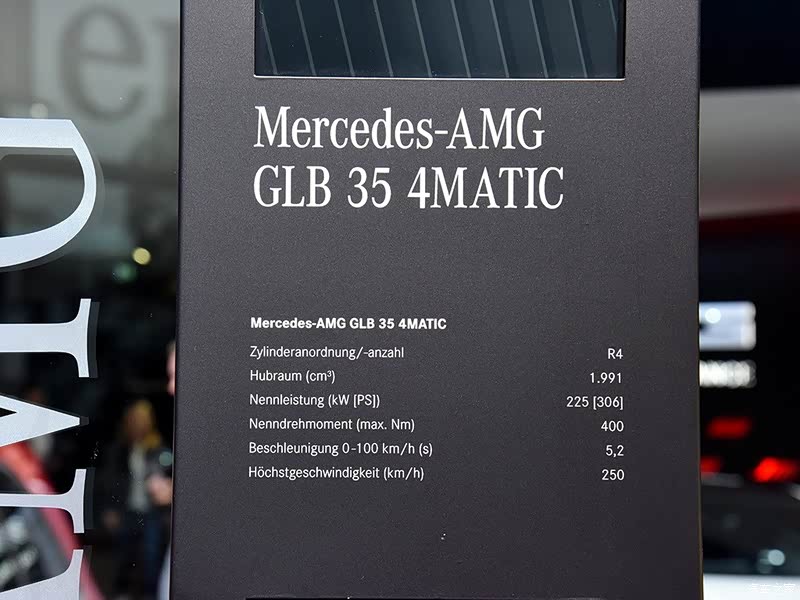 Mercedes-AMG
GLB 35 4MATIC
Mercedes-AMG GLB 35 4MATIC
Zylinderanordnung/-anzahl R4
Hubraum (cm³) 1.991
Nennleistung (kW [PS]) 225 [306]
Nenndrehmoment (max. Nm) 400
Beschleunigung 0-100 km/h (s) 5,2
Höchstgeschwindigkeit (km/h) 250